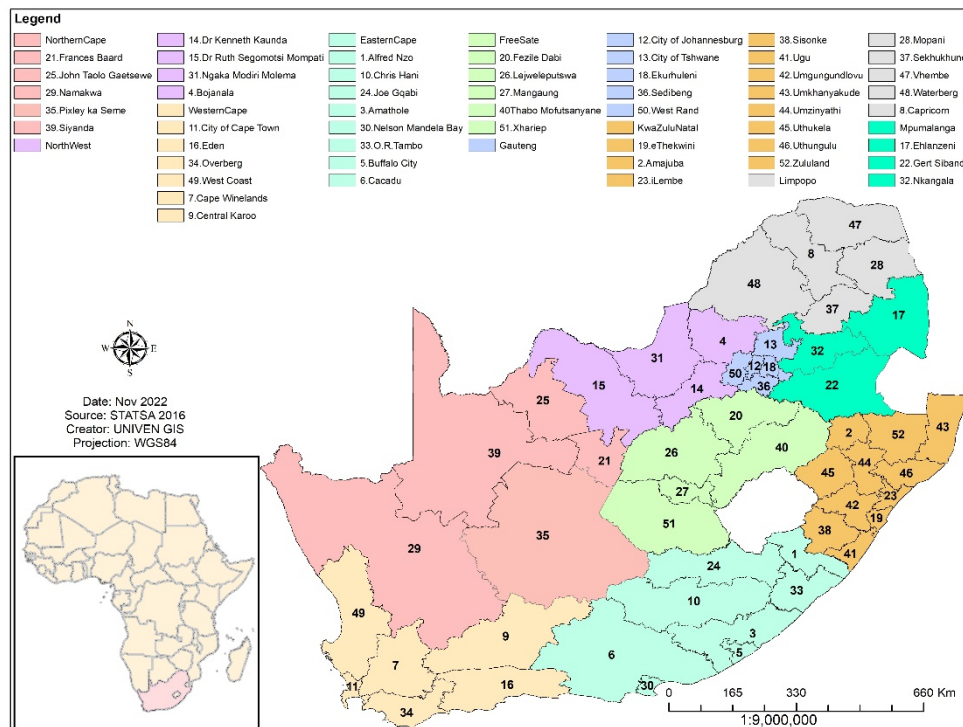 Legend
NorthernCape
21.Frances Baard
25.John Taolo Gaetsewe
29.Namakwa
35.Pixley ka Seme
39.Siyanda
NorthWest
14.Dr Kenneth Kaunda
15.Dr Ruth Segomotsi Mompati
31.Ngaka Modiri Molema
4.Bojanala
WesternCape
11.City of Cape Town
16.Eden
34.Overberg
49.West Coast
7.Cape Winelands
9.Central Karoo
EasternCape
1.Alfred Nzo
10.Chris Hani
24.Joe Gqabi
3.Amathole
30.Nelson Mandela Bay
33.O.R.Tambo
5.Buffalo City
6.Cacadu
FreeSate
20.Fezile Dabi
26.Lejweleputswa
27.Mangaung
40Thabo Mofutsanyane
51.Xhariep
Gauteng
12.City of Johannesburg
13.City of Tshwane
18.Ekurhuleni
36.Sedibeng
50.West Rand
KwaZuluNatal
19.eThekwini
2.Amajuba
23.iLembe
38.Sisonke
41.Ugu
42.Umgungundlovu
43.Umkhanyakude
44.Umzinyathi
45.Uthukela
46.Uthungulu
52.Zululand
Limpopo
28.Mopani
37.Sekhukhune
47.Vhembe
48.Waterberg
8.Capricorn
Mpumalanga
17.Ehlanzeni
22.Gert Siband
32.Nkangala
47
8
28
48
37
17
13
4
32
31
12 18
50
36
22
15
14
25
20
43
2
52
39
40
21
26
44
45
46
27
23
42
19
51
38
35
41
29
1
24
33
10
49
3
9
6
5
7
16
11
30
34
N
W E
S
Date: Nov 2022
Source: STATSA 2016
Creator: UNIVEN GIS
Projection: WGS84
0 165 330 660 Km
1:9,000,000